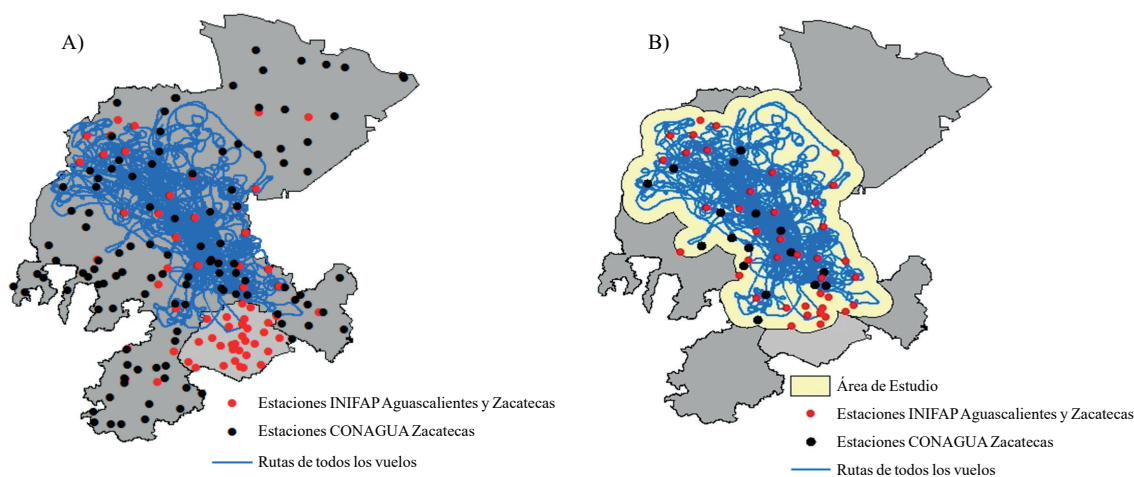 A)
Estaciones INIFAP Aguascalientes y Zacatecas
Estaciones CONAGUA Zacatecas
Rutas de todos los vuelos
B)
Área de Estudio
Estaciones INIFAP Aguascalientes y Zacatecas
Estaciones CONAGUA Zacatecas
Rutas de todos los vuelos